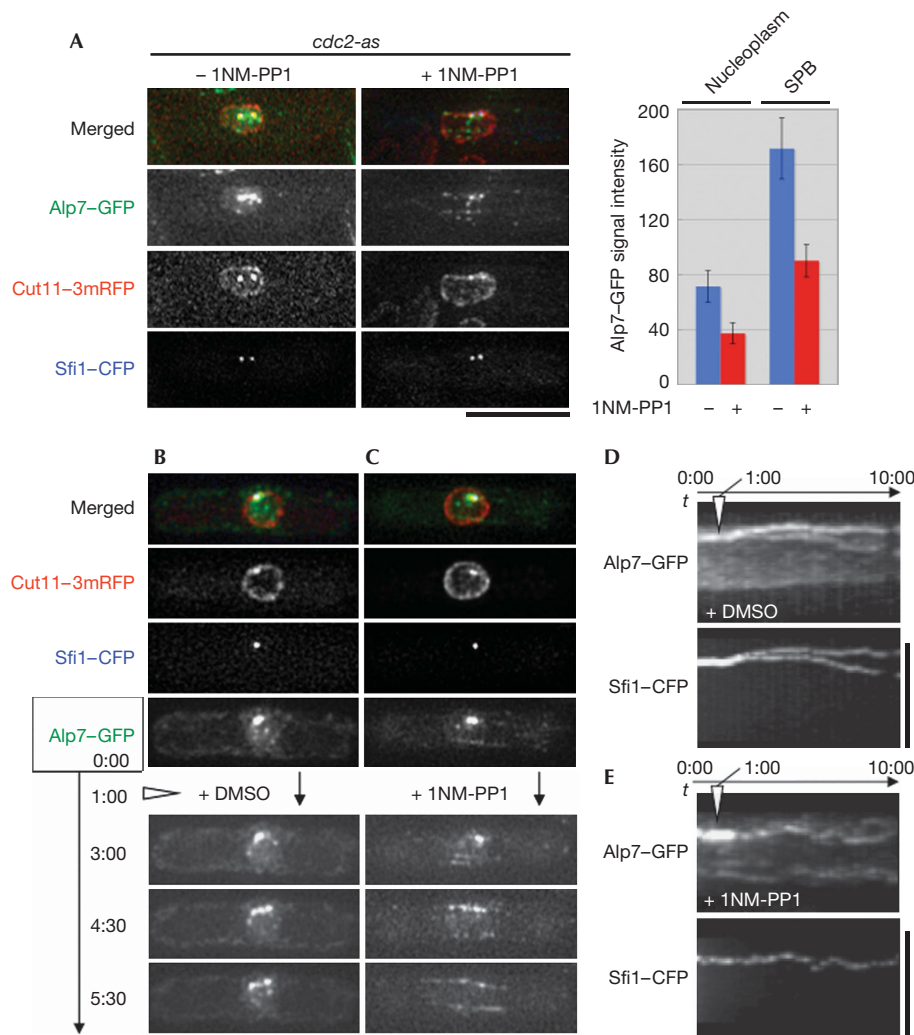 A
cdc2-as
– 1NM-PP1
+ 1NM-PP1
Merged
Alp7–GFP
Cut11–3mRFP
Sfi1–CFP
Nucleoplasm
SPB
Alp7–GFP signal intensity
200
160
120
80
40
0
1NM-PP1
– + – +
B
C
Merged
Cut11–3mRFP
Sfi1–CFP
Alp7–GFP
0:00
1:00
+ DMSO
+ 1NM-PP1
3:00
4:30
5:30
D
0:00 1:00 10:00
t
Alp7–GFP
+ DMSO
Sfi1–CFP
E
0:00 1:00 10:00
t
Alp7–GFP
+ 1NM-PP1
Sfi1–CFP